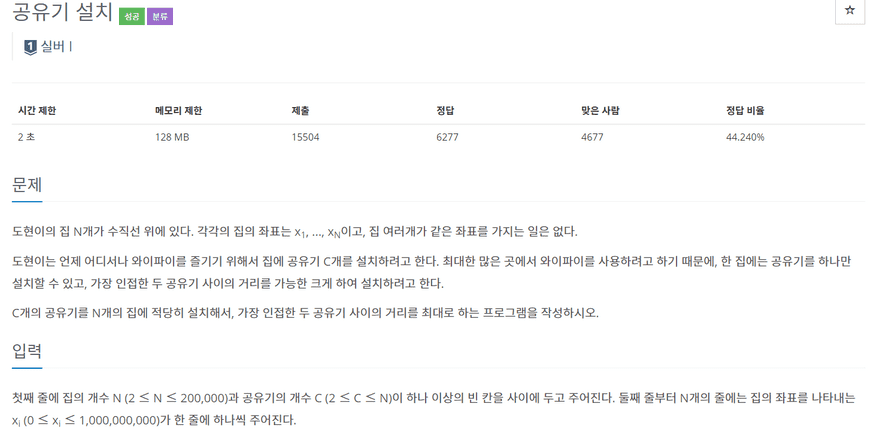 공유기 설치 성공 분류
☆
1 실버 I
시간 제한 메모리 제한 제출 정답 맞은 사람 정답 비율
2 초 128 MB 15504 6277 4677 44.240%
문제
도현이의 집 N개가 수직선 위에 있다. 각각의 집의 좌표는 x1, ..., xN이고, 집 여러개가 같은 좌표를 가지는 일은 없다.
도현이는 언제 어디서나 와이파이를 즐기기 위해서 집에 공유기 C개를 설치하려고 한다. 최대한 많은 곳에서 와이파이를 사용하려고 하기 때문에, 한 집에는 공유기를 하나만
설치할 수 있고, 가장 인접한 두 공유기 사이의 거리를 가능한 크게 하여 설치하려고 한다.
C개의 공유기를 N개의 집에 적당히 설치해서, 가장 인접한 두 공유기 사이의 거리를 최대로 하는 프로그램을 작성하시오.
입력
첫째 줄에 집의 개수 N (2 ≤ N ≤ 200,000)과 공유기의 개수 C (2 ≤ C ≤ N)이 하나 이상의 빈 칸을 사이에 두고 주어진다. 둘째 줄부터 N개의 줄에는 집의 좌표를 나타내는
xi (0 ≤ xi ≤ 1,000,000,000)가 한 줄에 하나씩 주어진다.